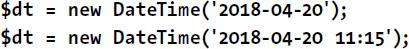 $dt = new DateTime('2018-04-20');
$dt = new DateTime('2018-04-20 11:15');